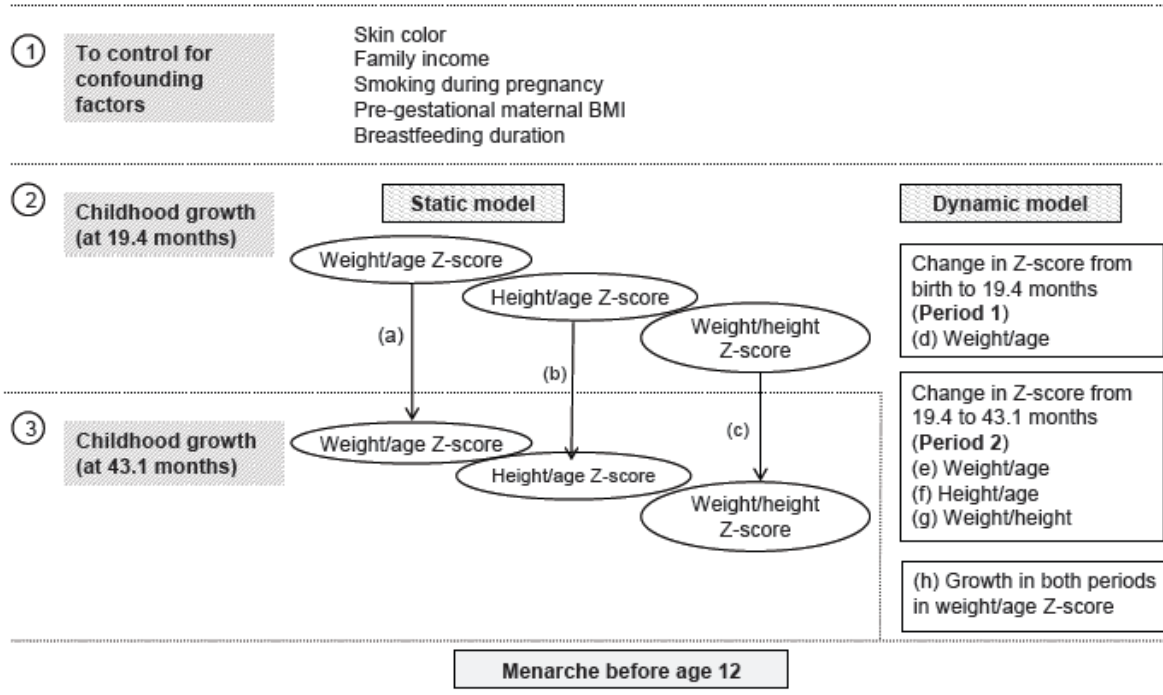 1
To control for
confounding
factors
Skin color
Family income
Smoking during pregnancy
Pre-gestational maternal BMI
Breastfeeding duration
2
Childhood growth
(at 19.4 months)
Static model
Weight/age Z-score
Height/age Z-score
Weight/height
Z-score
(a)
(b)
(c)
Dynamic model
Change in Z-score from
birth to 19.4 months
(Period 1)
(d) Weight/age
3
Childhood growth
(at 43.1 months)
Weight/age Z-score
Height/age Z-score
Weight/height
Z-score
Change in Z-score from
19.4 to 43.1 months
(Period 2)
(e) Weight/age
(f) Height/age
(g) Weight/height
(h) Growth in both periods
in weight/age Z-score
Menarche before age 12